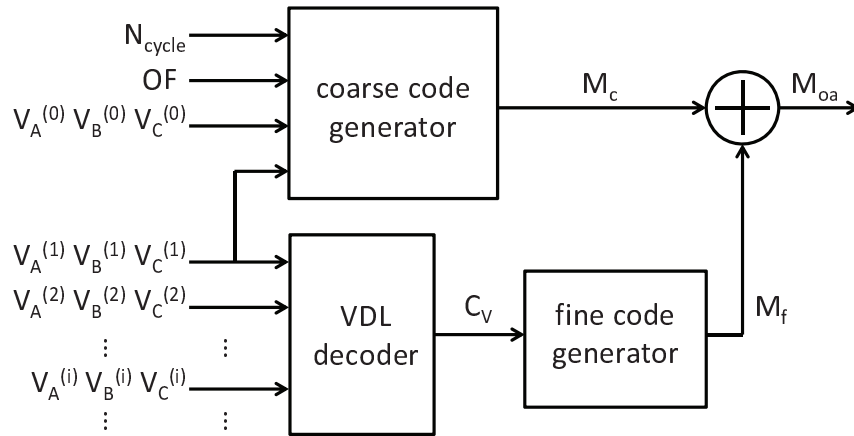 N_cycle
OF
V_A^(0) V_B^(0) V_C^(0)
coarse code
generator
M_c
M_oa
V_A^(1) V_B^(1) V_C^(1)
V_A^(2) V_B^(2) V_C^(2)
⋮ ⋮
V_A^(i) V_B^(i) V_C^(i)
⋮ ⋮
VDL
decoder
C_V
fine code
generator
M_f